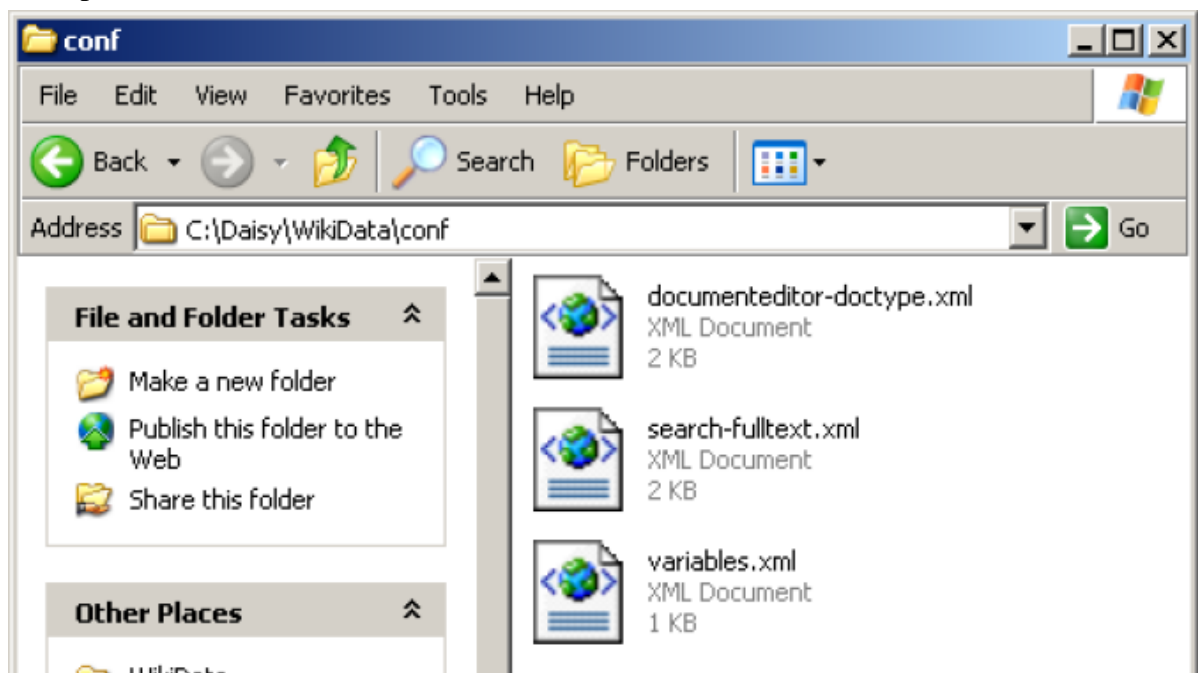 conf
File Edit View Favorites Tools Help
Back Search Folders
Address C:\Daisy\WikiData\conf Go
File and Folder Tasks
Make a new folder
Publish this folder to the
Web
Share this folder
Other Places
WikiData
documenteditor-doctype.xml
XML Document
2 KB
search-fulltext.xml
XML Document
2 KB
variables.xml
XML Document
1 KB